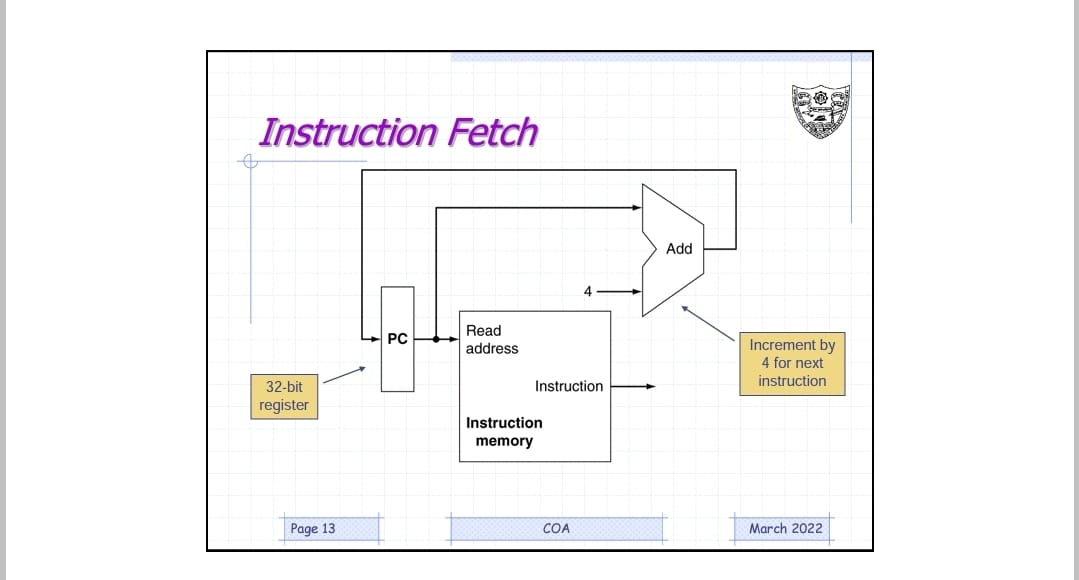 Instruction Fetch
Add
4
PC
Read
address
Increment by
4 for next
instruction
32-bit
register
Instruction
Instruction
memory
Page 13
COA
March 2022